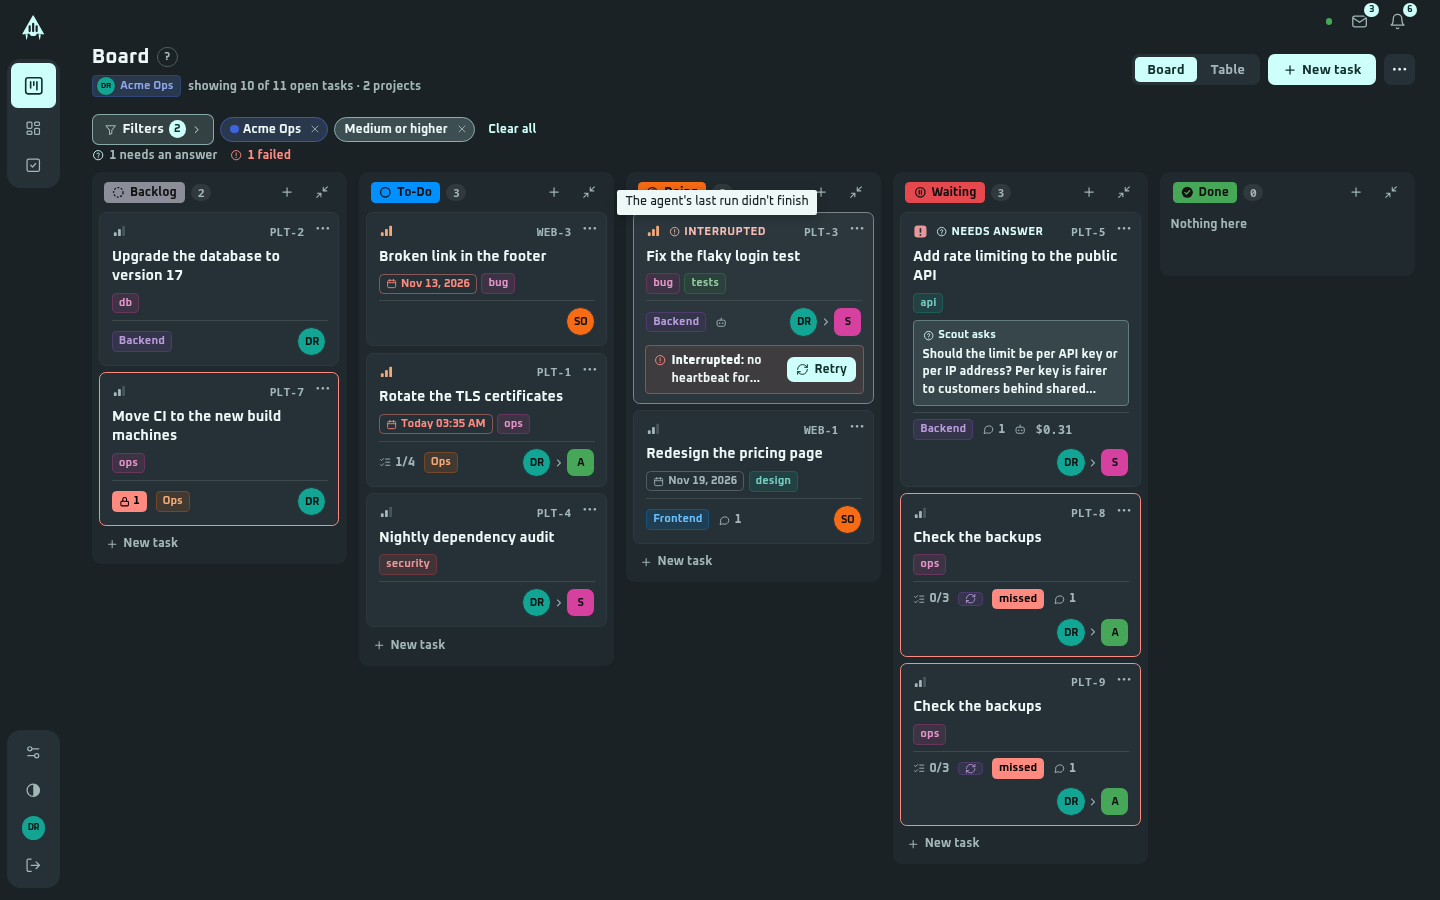 3
6
Board ?
DR Acme Ops showing 10 of 11 open tasks · 2 projects
Board Table
+ New task
Filters 2 Acme Ops Medium or higher Clear all
1 needs an answer 1 failed
Backlog 2
PLT-2
Upgrade the database to
version 17
db
Backend DR
PLT-7
Move CI to the new build
machines
ops
1 Ops DR
+ New task
To-Do 3
WEB-3
Broken link in the footer
Nov 13, 2026 bug
SO
PLT-1
Rotate the TLS certificates
Today 03:35 AM ops
1/4 Ops DR A
PLT-4
Nightly dependency audit
security
DR S
+ New task
The agent's last run didn't finish
INTERRUPTED PLT-3
Fix the flaky login test
bug tests
Backend DR S
Interrupted: no
heartbeat for...
Retry
WEB-1
Redesign the pricing page
Nov 19, 2026 design
Frontend 1 SO
+ New task
Waiting 3
NEEDS ANSWER PLT-5
Add rate limiting to the public
API
api
Scout asks
Should the limit be per API key or
per IP address? Per key is fairer
to customers behind shared...
Backend 1 $0.31
DR S
PLT-8
Check the backups
ops
0/3 missed 1
DR A
PLT-9
Check the backups
ops
0/3 missed 1
DR A
+ New task
Done 0
Nothing here
DR